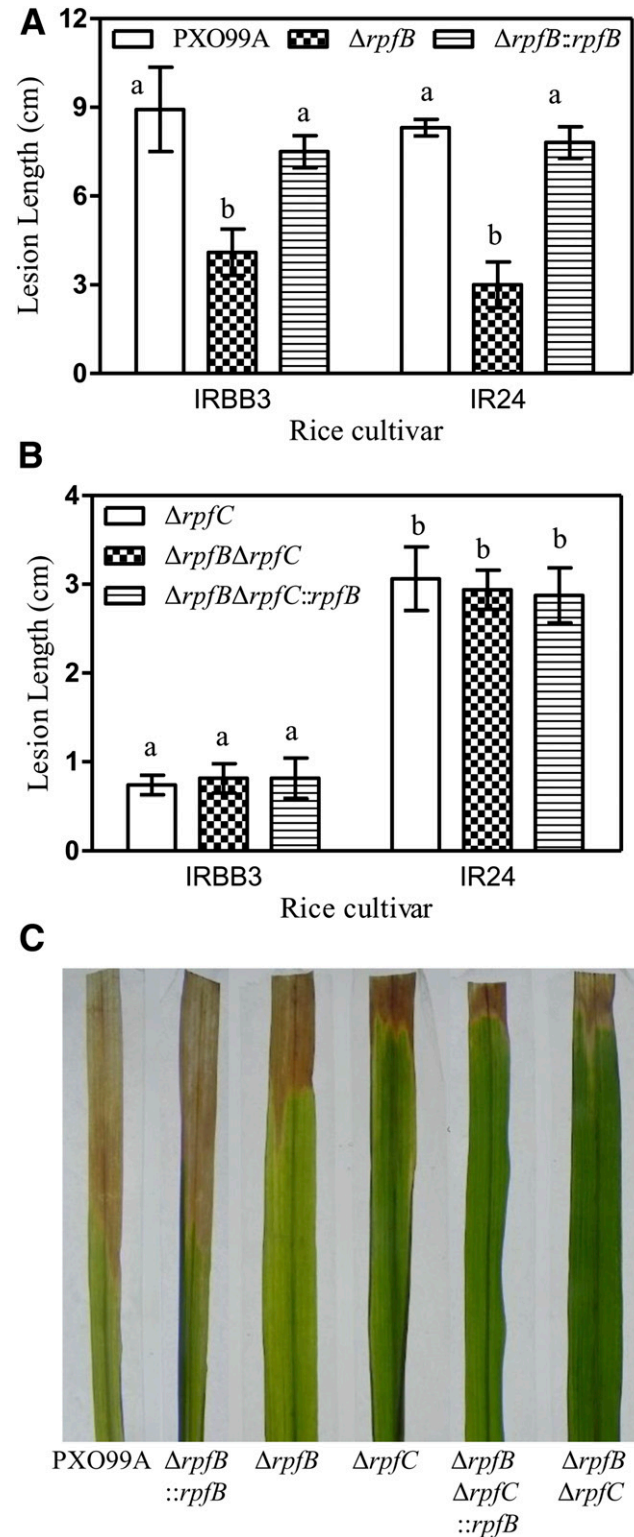 A
12
PXO99A ΔrpfB ΔrpfB::rpfB
a
a
a
a
9
b
b
6
3
0
Lesion Length (cm)
IRBB3 IR24
Rice cultivar
B
4
ΔrpfC
ΔrpfBΔrpfC
ΔrpfBΔrpfC::rpfB
b b b
3
2
a a a
1
0
Lesion Length (cm)
IRBB3 IR24
Rice cultivar
C
PXO99A ΔrpfB ΔrpfB ΔrpfC ΔrpfB ΔrpfB
::rpfB ΔrpfC ΔrpfC
::rpfB